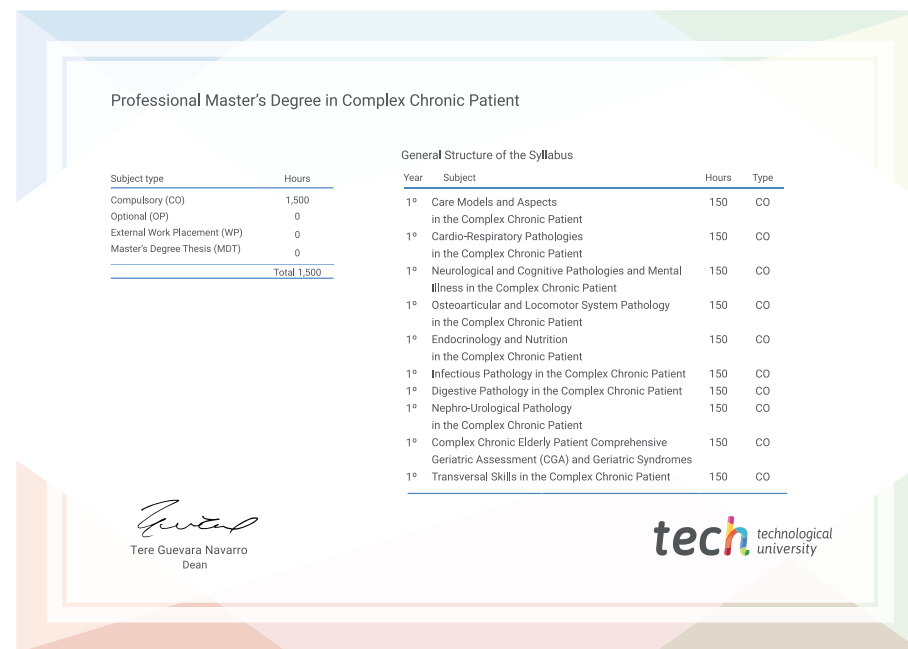 Professional Master's Degree in Complex Chronic Patient
Subject type Hours
Compulsory (CO) 1,500
Optional (OP) 0
External Work Placement (WP) 0
Master's Degree Thesis (MDT) 0
Total 1,500
General Structure of the Syllabus
Year Subject Hours Type
1º Care Models and Aspects 150 CO
in the Complex Chronic Patient
1º Cardio-Respiratory Pathologies 150 CO
in the Complex Chronic Patient
1º Neurological and Cognitive Pathologies and Mental 150 CO
Illness in the Complex Chronic Patient
1º Osteoarticular and Locomotor System Pathology 150 CO
in the Complex Chronic Patient
1º Endocrinology and Nutrition 150 CO
in the Complex Chronic Patient
1º Infectious Pathology in the Complex Chronic Patient 150 CO
1º Digestive Pathology in the Complex Chronic Patient 150 CO
1º Nephro-Urological Pathology 150 CO
in the Complex Chronic Patient
1º Complex Chronic Elderly Patient Comprehensive 150 CO
Geriatric Assessment (CGA) and Geriatric Syndromes
1º Transversal Skills in the Complex Chronic Patient 150 CO
Tere Guevara Navarro
Dean
tech technological
university